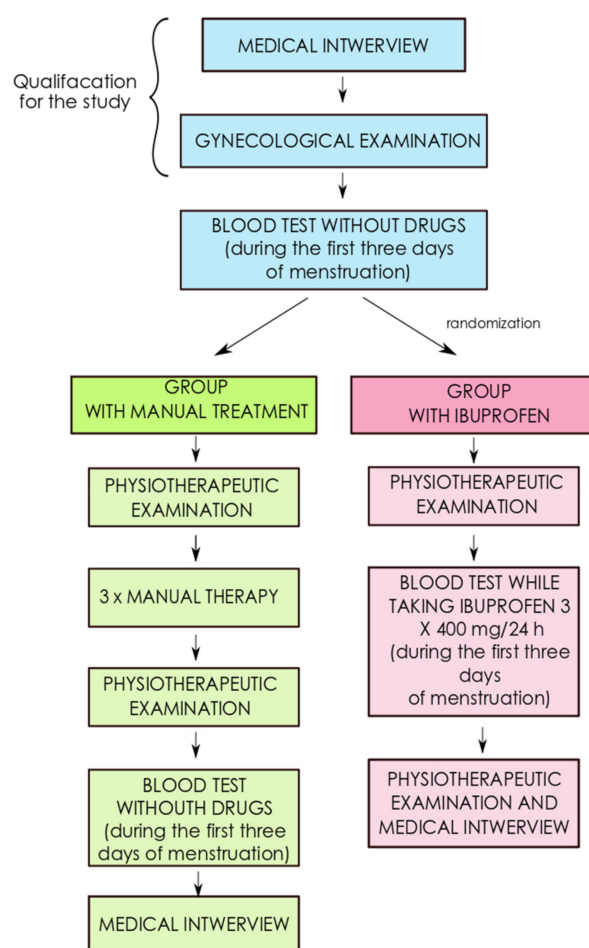 MEDICAL INTWERVIEW
Qualifacation
for the study
GYNECOLOGICAL EXAMINATION
BLOOD TEST WITHOUT DRUGS
(during the first three days
of menstruation)
randomization
GROUP
WITH MANUAL TREATMENT
GROUP
WITH IBUPROFEN
PHYSIOTHERAPEUTIC
EXAMINATION
3 x MANUAL THERAPY
PHYSIOTHERAPEUTIC
EXAMINATION
BLOOD TEST
WITHOUTH DRUGS
(during the first three
days of menstruation)
MEDICAL INTWERVIEW
PHYSIOTHERAPEUTIC
EXAMINATION
BLOOD TEST WHILE
TAKING IBUPROFEN 3
X 400 mg/24 h
(during the first three
days
of menstruation)
PHYSIOTHERAPEUTIC
EXAMINATION AND
MEDICAL INTWERVIEW